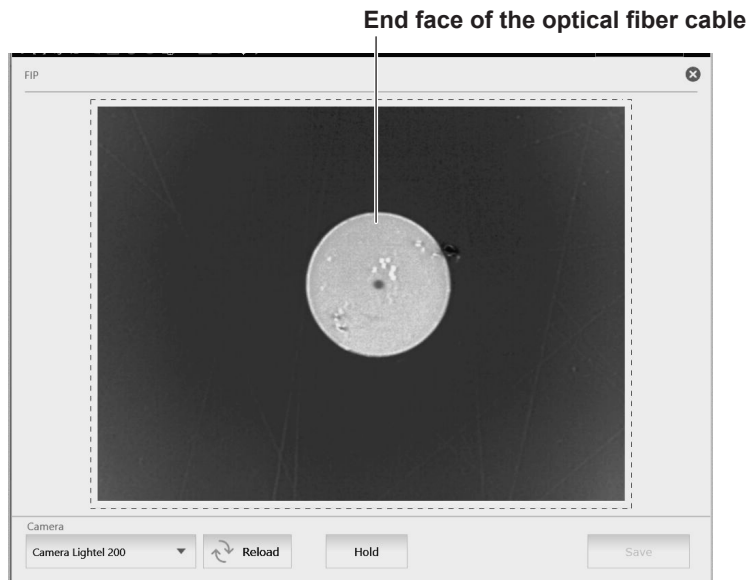 End face of the optical fiber cable
FIP
Camera
Camera Lightel 200
Reload
Hold
Save